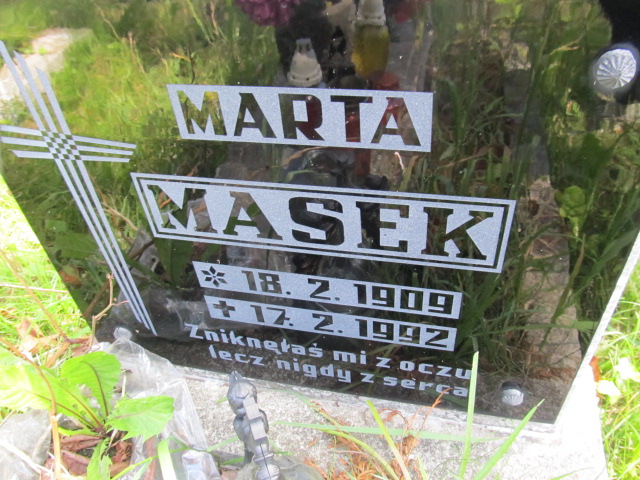 MARTA
MASEK
* 18. 2. 1909
+ 17. 2. 1992
Zniknęłaś mi z oczu
lecz nigdy z serca